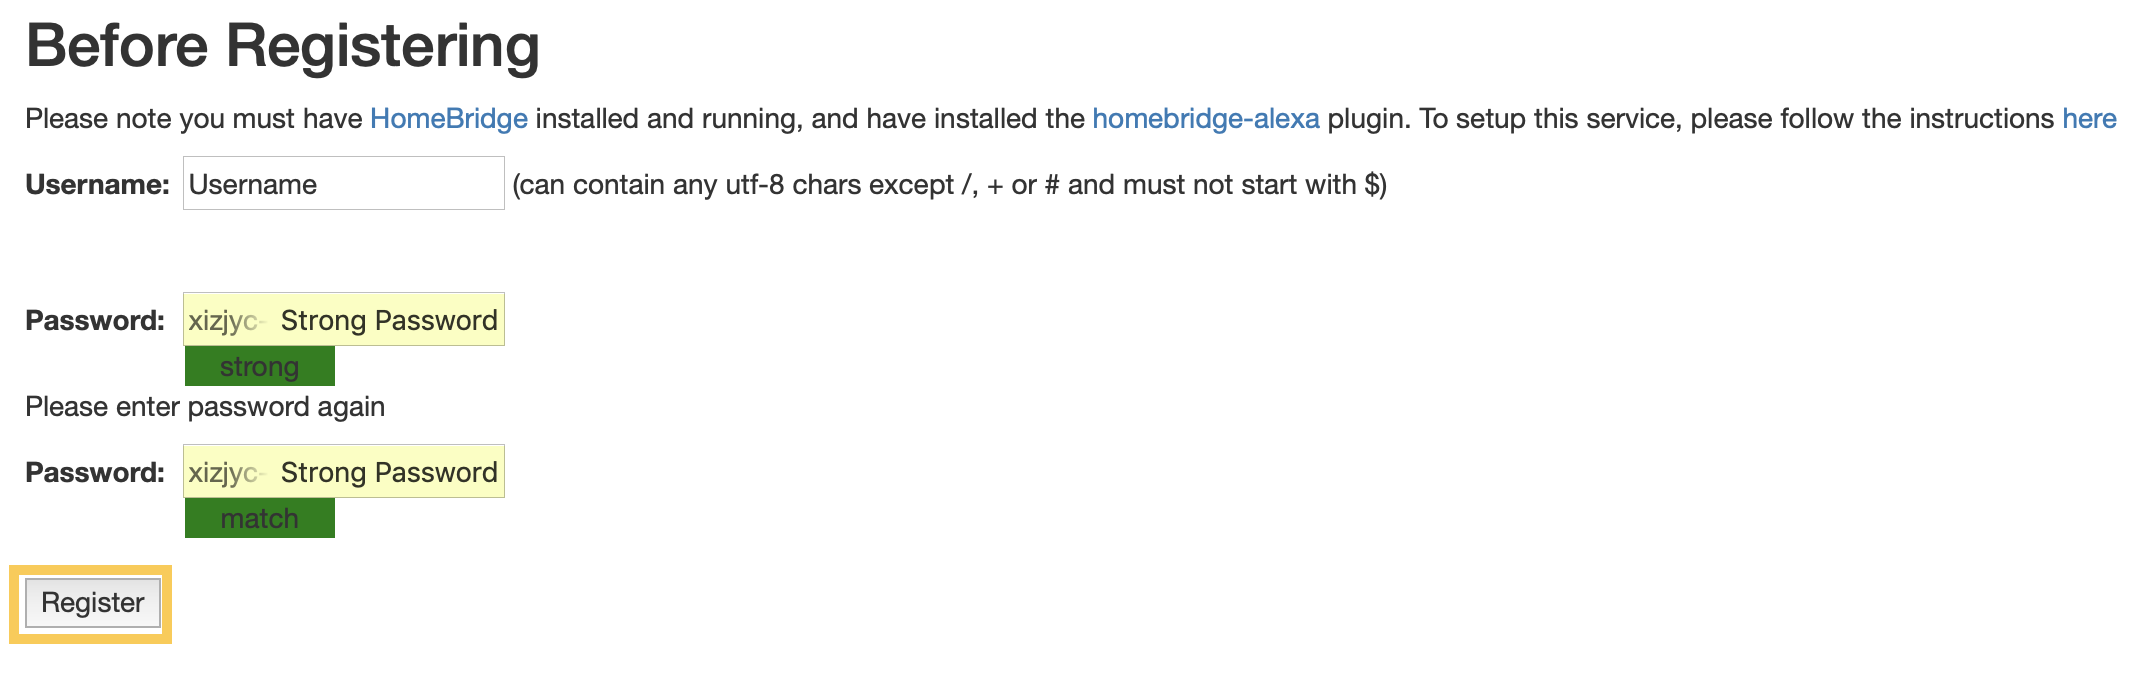 Before Registering
Please note you must have HomeBridge installed and running, and have installed the homebridge-alexa plugin. To setup this service, please follow the instructions here
Username: Username (can contain any utf-8 chars except /, + or # and must not start with $)
Password: xizjyc- Strong Password
strong
Please enter password again
Password: xizjyc- Strong Password
match
Register